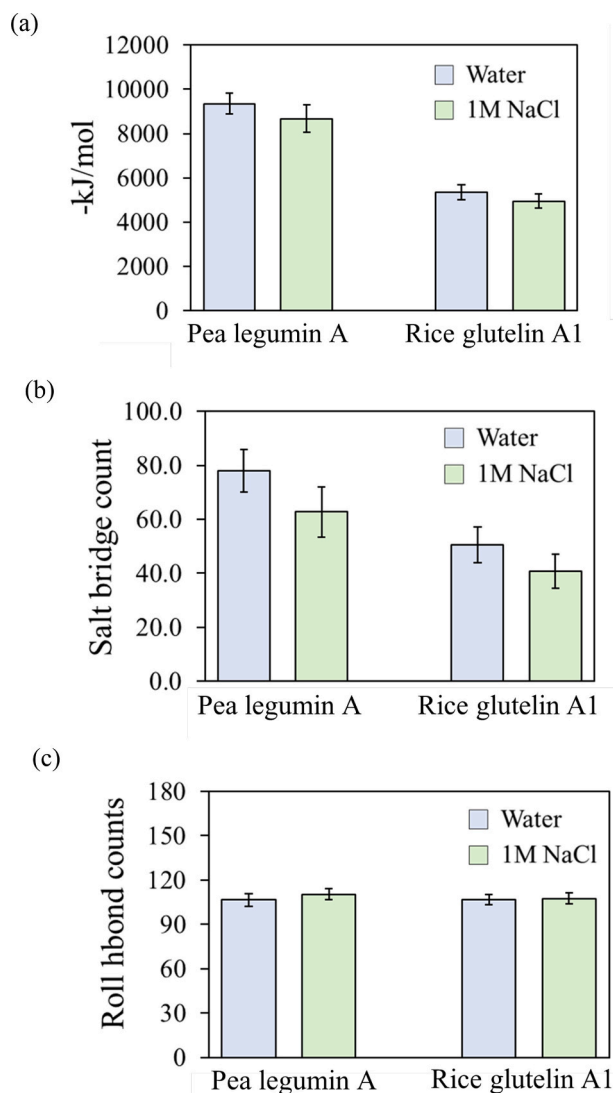 (a)
12000
10000
8000
6000
4000
2000
0
-kJ/mol
Water
1M NaCl
Pea legumin A Rice glutelin A1
(b)
100.0
80.0
60.0
40.0
20.0
0.0
Salt bridge count
Water
1M NaCl
Pea legumin A Rice glutelin A1
(c)
180
150
120
90
60
30
0
Roll hbond counts
Water
1M NaCl
Pea legumin A Rice glutelin A1